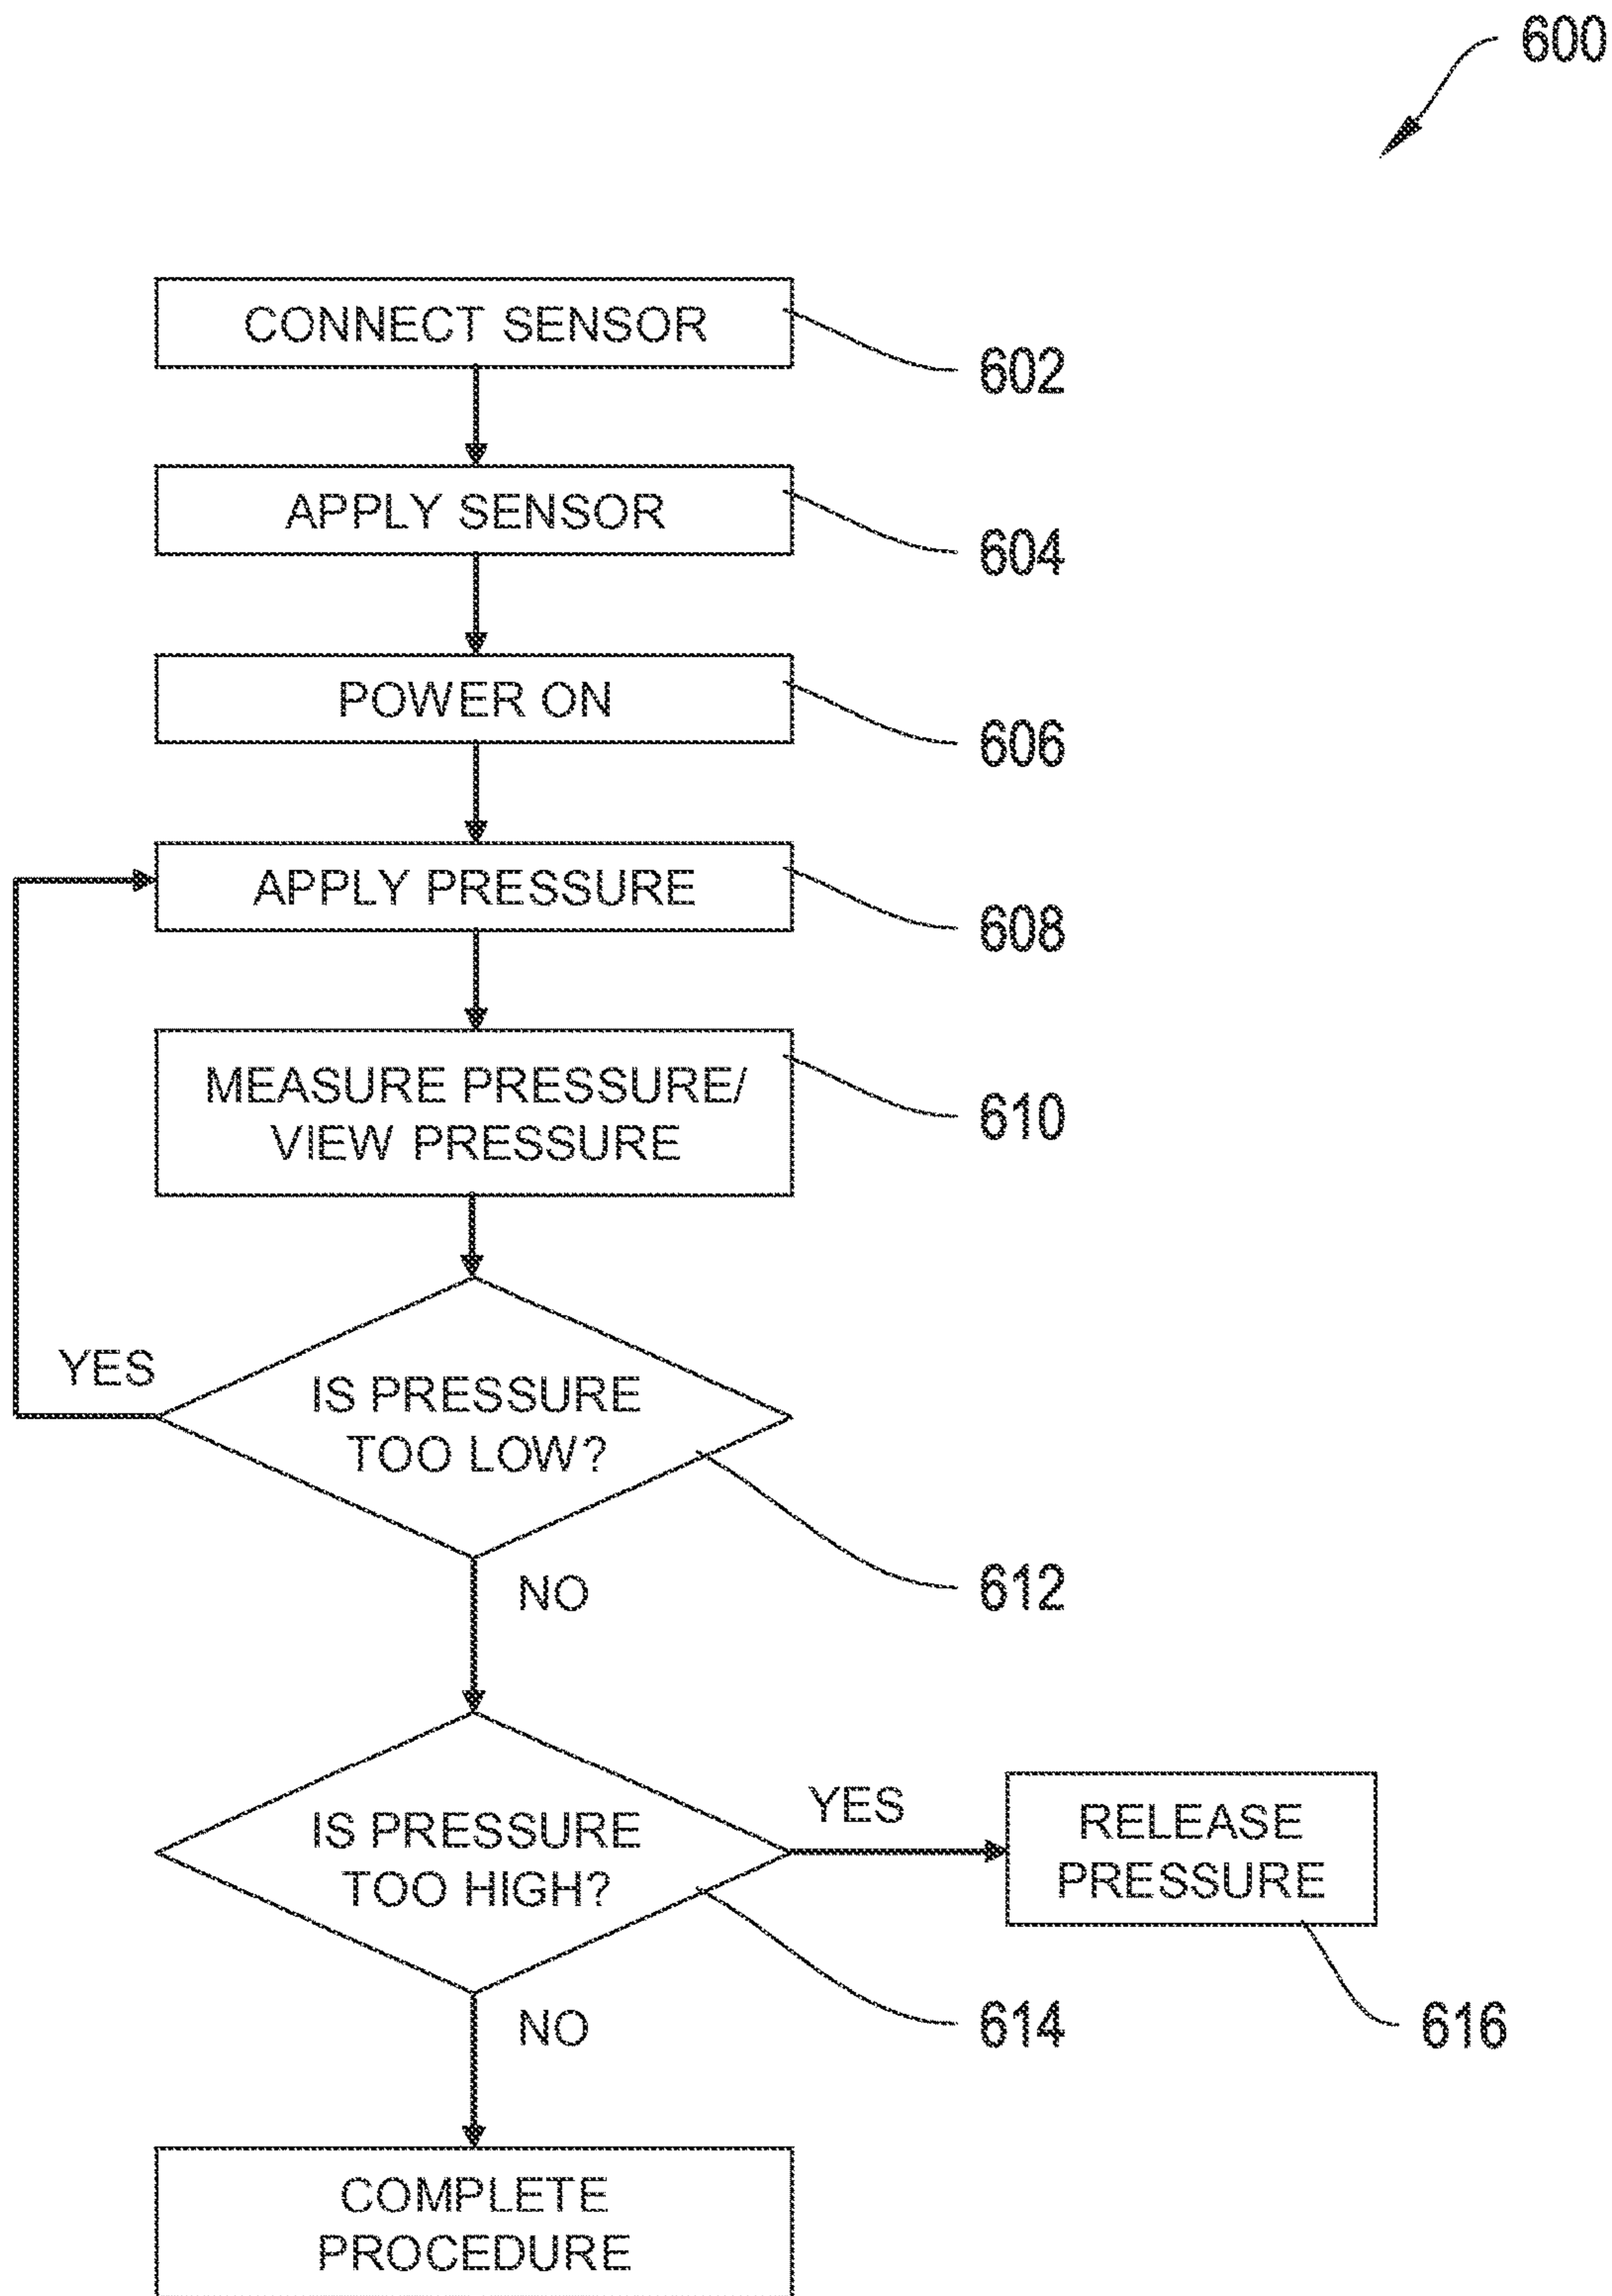 600
CONNECT SENSOR
602
APPLY SENSOR
604
POWER ON
606
APPLY PRESSURE
608
MEASURE PRESSURE/
VIEW PRESSURE
610
YES
IS PRESSURE
TOO LOW?
612
NO
IS PRESSURE
TOO HIGH?
614
YES
RELEASE
PRESSURE
616
NO
COMPLETE
PROCEDURE